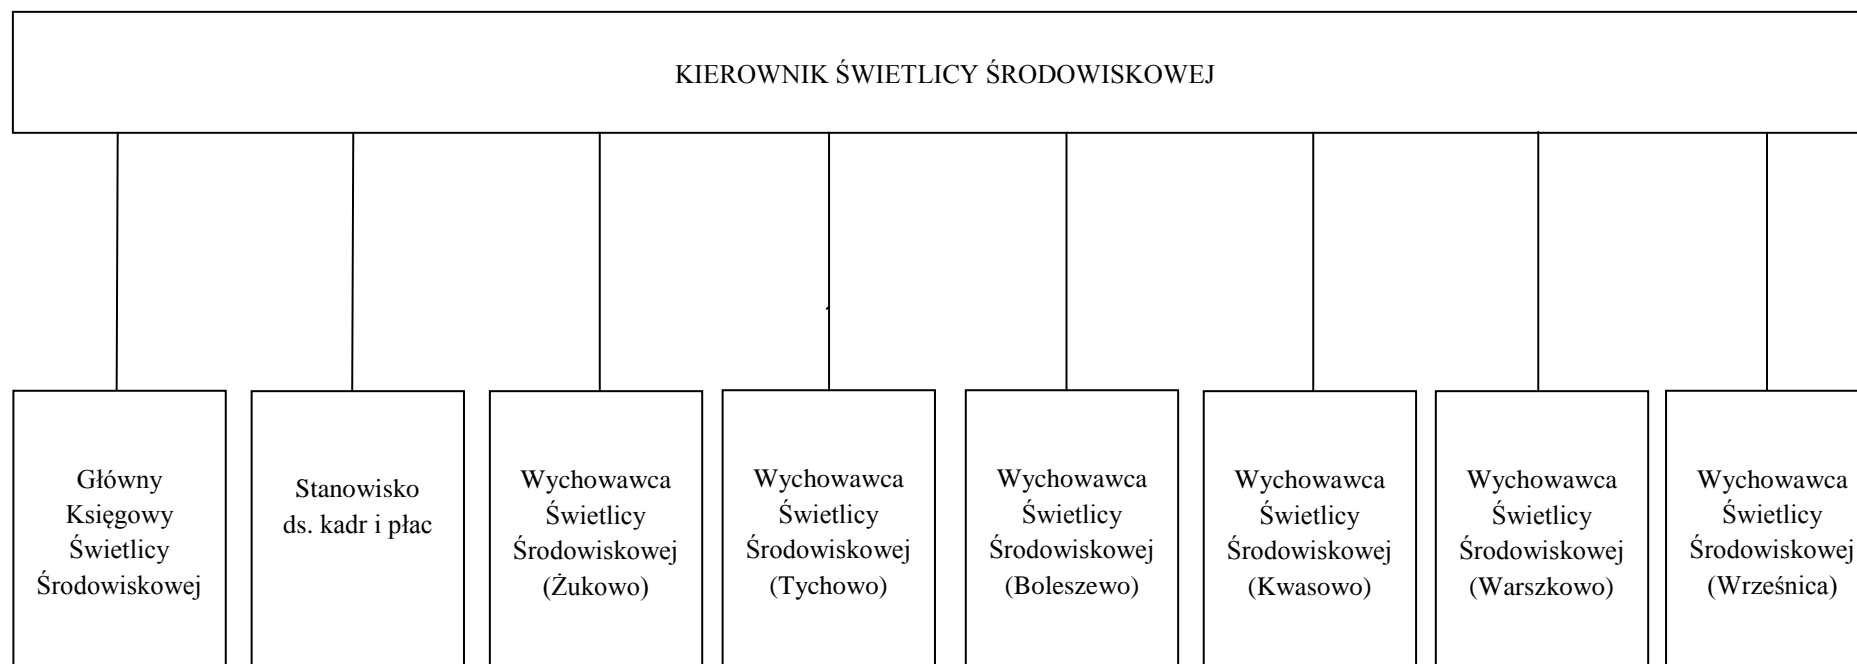 KIEROWNIK ŚWIETLICY ŚRODOWISKOWEJ
Główny
Księgowy
Świetlicy
Środowiskowej
Stanowisko
ds. kadr i płac
Wychowawca
Świetlicy
Środowiskowej
(Żukowo)
Wychowawca
Świetlicy
Środowiskowej
(Tychowo)
Wychowawca
Świetlicy
Środowiskowej
(Boleszewo)
Wychowawca
Świetlicy
Środowiskowej
(Kwasowo)
Wychowawca
Świetlicy
Środowiskowej
(Warszkowo)
Wychowawca
Świetlicy
Środowiskowej
(Wrześnica)